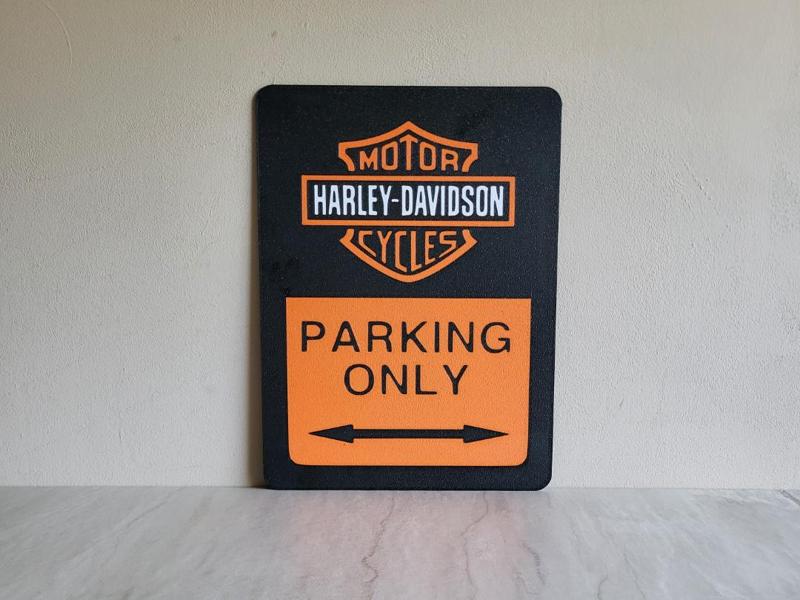 MOTOR
HARLEY-DAVIDSON
CYCLES
PARKING
ONLY